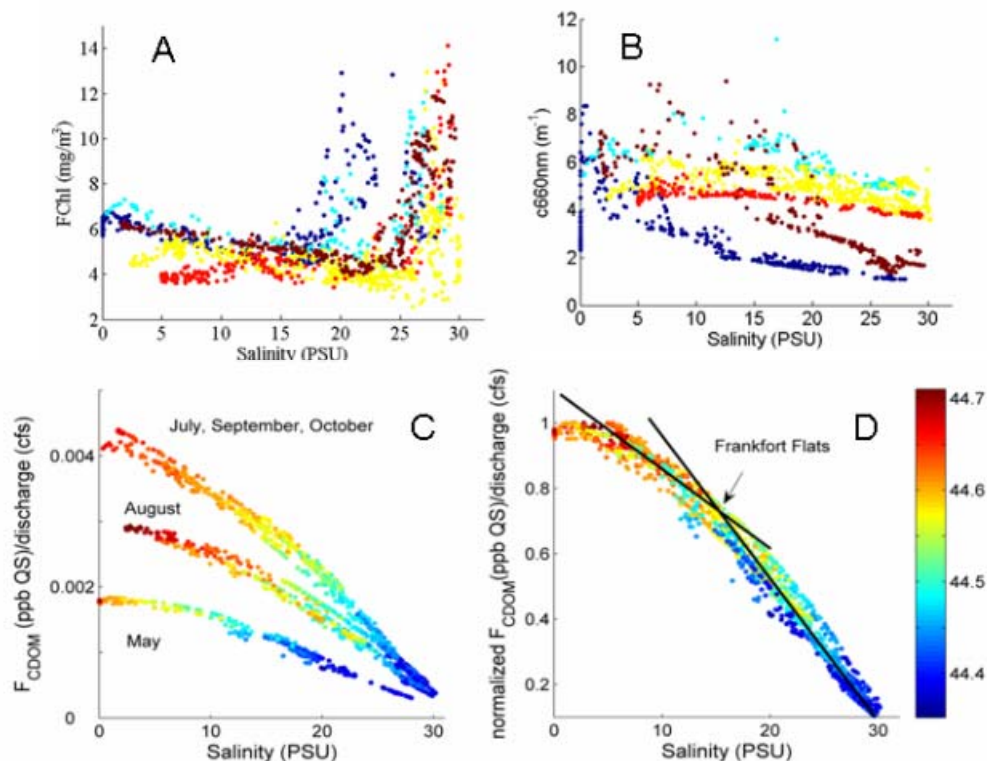 A
FChl (mg/m³)
14
12
10
8
6
4
2
0 5 10 15 20 25 30
Salinity (PSU)
B
c660nm (m⁻¹)
12
10
8
6
4
2
0
0 5 10 15 20 25 30
Salinity (PSU)
C
July, September, October
August
May
F_CDOM (ppb QS)/discharge (cfs)
0.004
0.002
0
0 10 20 30
Salinity (PSU)
D
Frankfort Flats
normalized F_CDOM (ppb QS)/discharge (cfs)
1
0.8
0.6
0.4
0.2
0 10 20 30
Salinity (PSU)
44.7
44.6
44.5
44.4